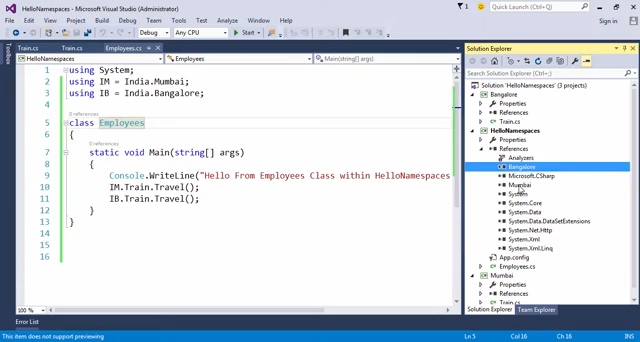 HelloNamespaces - Microsoft Visual Studio (Administrator)
File Edit View Project Build Debug Team Tools Test Analyze Window Help
Sign in
Debug Any CPU Start
Toolbox
Train.cs Train.cs Employees.cs
HelloNamespaces Employees Main(string[] args)
1 using System;
2 using IM = India.Mumbai;
3 using IB = India.Bangalore;
4
0 references
5 class Employees
6 {
0 references
7 static void Main(string[] args)
8 {
9 Console.WriteLine("Hello From Employees Class within HelloNamespaces
10 IM.Train.Travel();
11 IB.Train.Travel();
12 }
13 }
14
15
16
100 %
Error List
Solution Explorer
Search Solution Explorer (Ctrl+;)
Solution 'HelloNamespaces' (3 projects)
Bangalore
Properties
References
Train.cs
HelloNamespaces
Properties
References
Analyzers
Bangalore
Microsoft.CSharp
Mumbai
System
System.Core
System.Data
System.Data.DataSetExtensions
System.Net.Http
System.Xml
System.Xml.Linq
App.config
Employees.cs
Mumbai
Properties
References
Train.cs
Solution Explorer Team Explorer
This item does not support previewing Ln 5 Col 16 Ch 16 INS